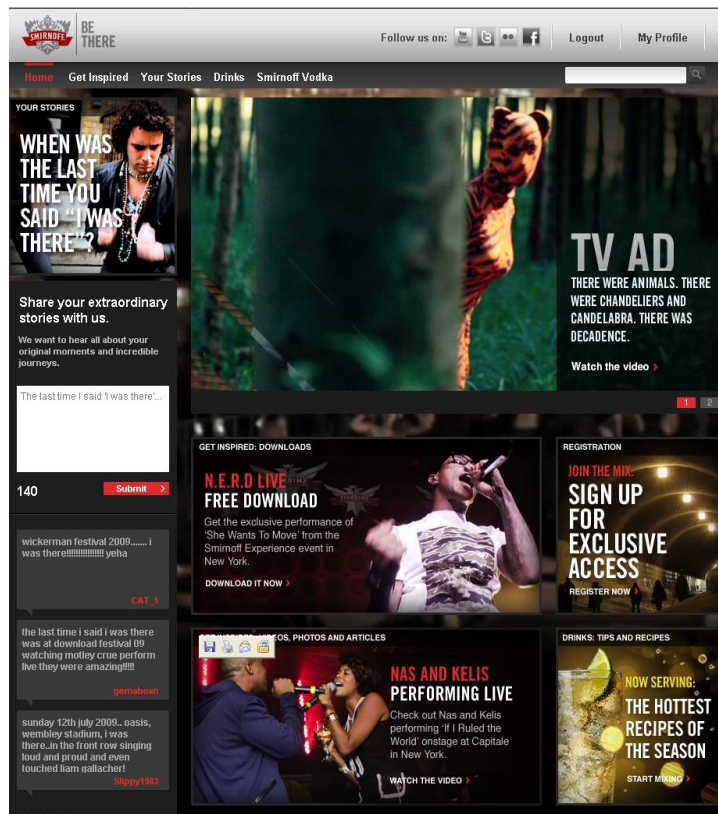 SMIRNOFF
BE
THERE
Follow us on:
Logout
My Profile
Home
Get Inspired
Your Stories
Drinks
Smirnoff Vodka
YOUR STORIES
WHEN WAS
THE LAST
TIME YOU
SAID “I WAS
THERE”?
Share your extraordinary
stories with us.
We want to hear all about your
original moments and incredible
journeys.
The last time I said 'I was there'...
140
Submit
wickerman festival 2009....... i
was there!!!!!!!!!!!!!!!!! yeha
CAT_1
the last time i said i was there
was at download festival 09
watching motley crue perform
live they were amazing!!!!!
gemabean
sunday 12th july 2009.. oasis,
wembley stadium, i was
there..in the front row singing
loud and proud and even
touched liam gallacher!
Slippy1983
TV AD
THERE WERE ANIMALS. THERE
WERE CHANDELIERS AND
CANDELABRA. THERE WAS
DECADENCE.
Watch the video
1
2
GET INSPIRED: DOWNLOADS
N.E.R.D LIVE
FREE DOWNLOAD
Get the exclusive performance of
'She Wants To Move' from the
Smirnoff Experience event in
New York.
DOWNLOAD IT NOW
REGISTRATION
JOIN THE MIX:
SIGN UP
FOR
EXCLUSIVE
ACCESS
REGISTER NOW
PHOTOS AND ARTICLES
NAS AND KELIS
PERFORMING LIVE
Check out Nas and Kelis
performing 'If I Ruled the
World' onstage at Capitale
in New York.
WATCH THE VIDEO
DRINKS: TIPS AND RECIPES
NOW SERVING:
THE HOTTEST
RECIPES OF
THE SEASON
START MIXING